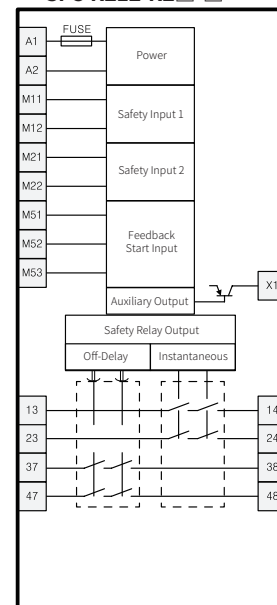 FUSE
A1
Power
A2
M11
Safety Input 1
M12
M21
Safety Input 2
M22
M51
Feedback
Start Input
M52
M53
X1
Auxiliary Output
Safety Relay Output
Off-Delay Instantaneous
13 14
23 24
37 38
47 48